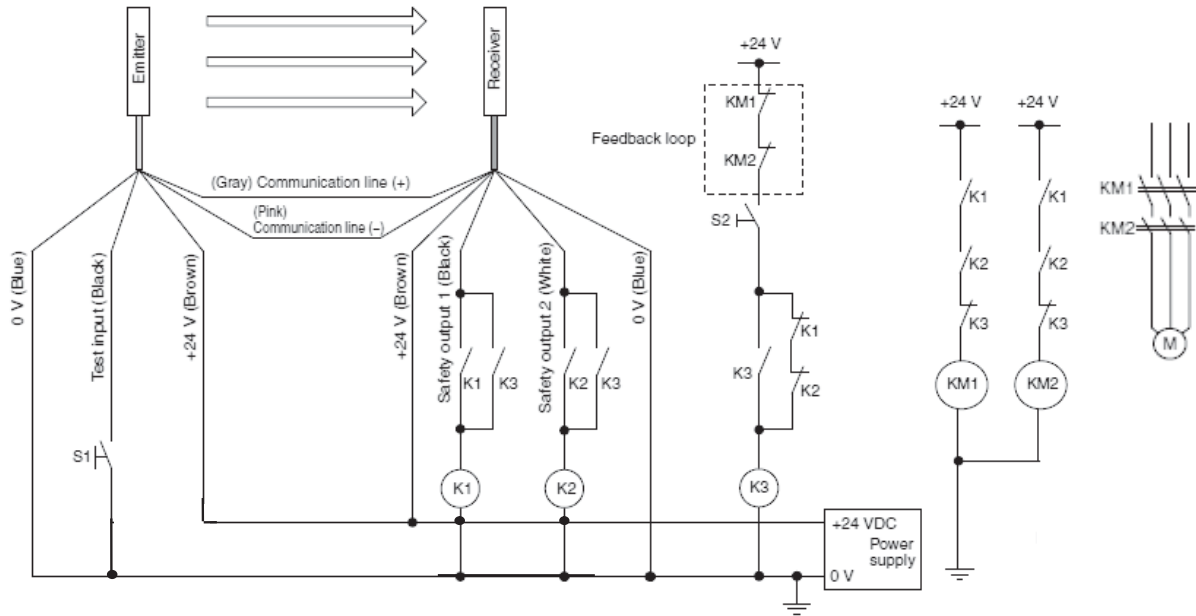 Emitter
Receiver
+24 V
KM1
Feedback loop
KM2
S2
(Gray) Communication line (+)
(Pink)
Communication line (–)
0 V (Blue)
Test input (Black)
+24 V (Brown)
+24 V (Brown)
Safety output 1 (Black)
Safety output 2 (White)
0 V (Blue)
K1
K3
K2
K3
K3
K1
K2
S1
K1
K2
K3
+24 VDC
Power
supply
0 V
+24 V
+24 V
K1
K1
K2
K2
K3
K3
KM1
KM2
KM1
KM2
M